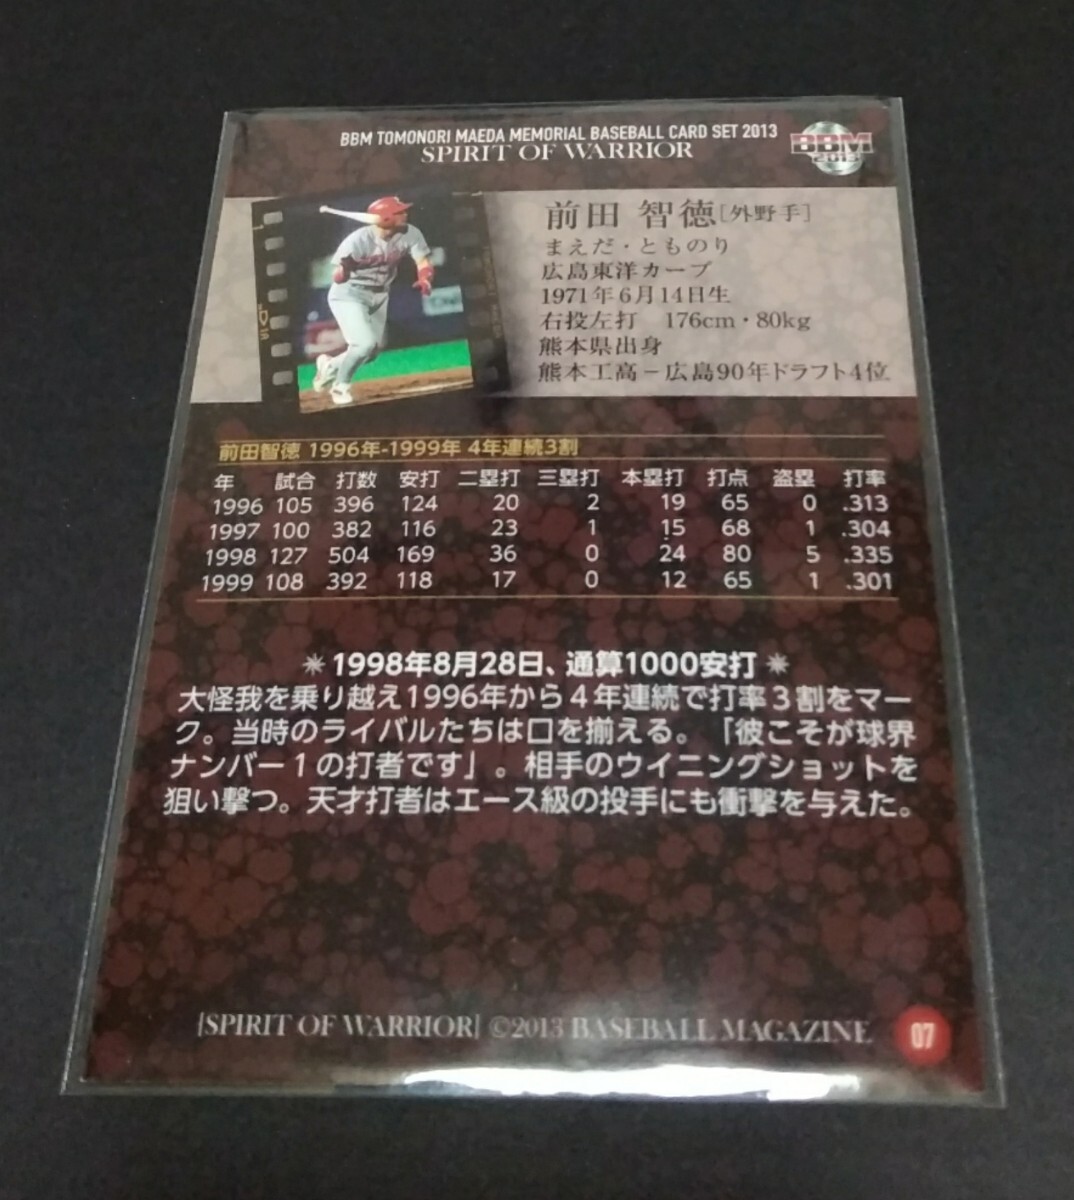 BBM TOMONORI MAEDA MEMORIAL BASEBALL CARD SET 2013
SPIRIT OF WARRIOR
BBM
2013
前田 智徳[外野手]
まえだ・とものり
広島東洋カープ
1971年6月14日生
右投左打 176cm・80kg
熊本県出身
熊本工高－広島90年ドラフト4位
前田智徳 1996年-1999年 4年連続3割
年 試合 打数 安打 二塁打 三塁打 本塁打 打点 盗塁 打率
1996 105 396 124 20 2 19 65 0 .313
1997 100 382 116 23 1 15 68 1 .304
1998 127 504 169 36 0 24 80 5 .335
1999 108 392 118 17 0 12 65 1 .301
✷ 1998年8月28日、通算1000安打 ✷
大怪我を乗り越え1996年から４年連続で打率３割をマー
ク。当時のライバルたちは口を揃える。「彼こそが球界
ナンバー１の打者です」。相手のウイニングショットを
狙い撃つ。天才打者はエース級の投手にも衝撃を与えた。
[SPIRIT OF WARRIOR] ©2013 BASEBALL MAGAZINE
07